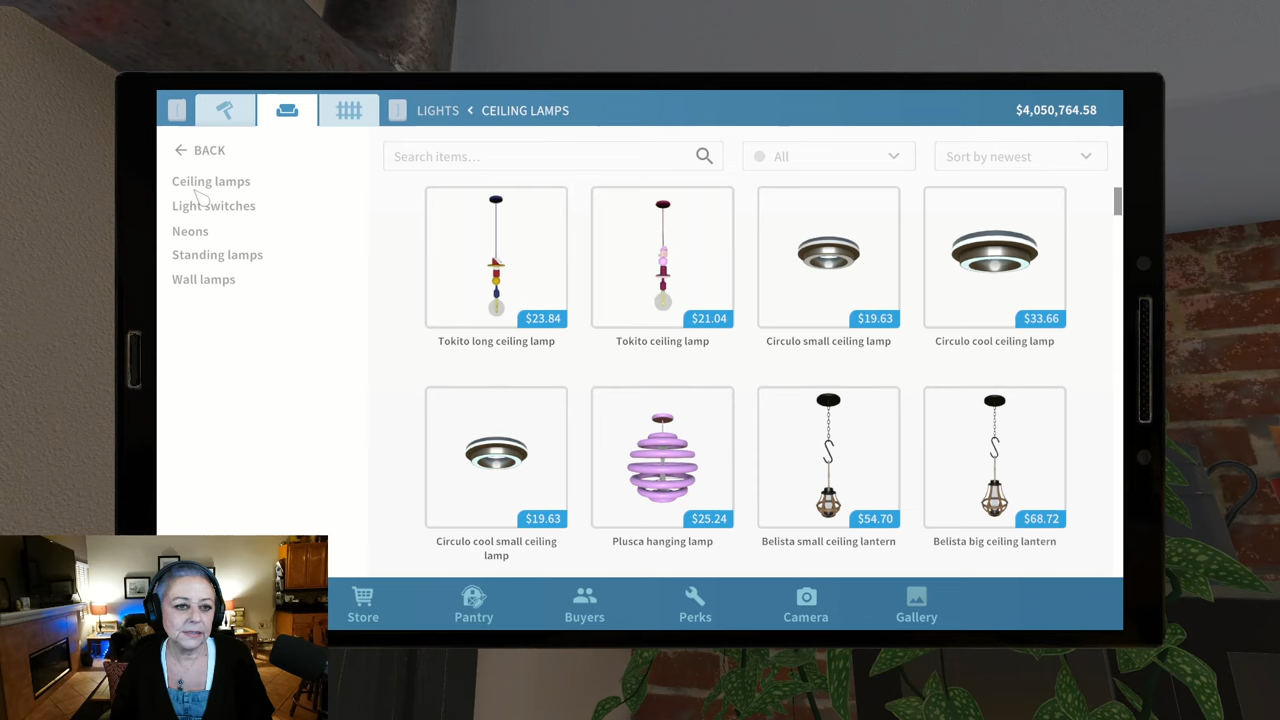 LIGHTS < CEILING LAMPS
$4,050,764.58
BACK
Search items...
All
Sort by newest
Ceiling lamps
Light switches
Neons
Standing lamps
Wall lamps
$23.84
$21.04
$19.63
$33.66
Tokito long ceiling lamp
Tokito ceiling lamp
Circulo small ceiling lamp
Circulo cool ceiling lamp
$19.63
$25.24
$54.70
$68.72
Circulo cool small ceiling
lamp
Plusca hanging lamp
Belista small ceiling lantern
Belista big ceiling lantern
Store
Pantry
Buyers
Perks
Camera
Gallery